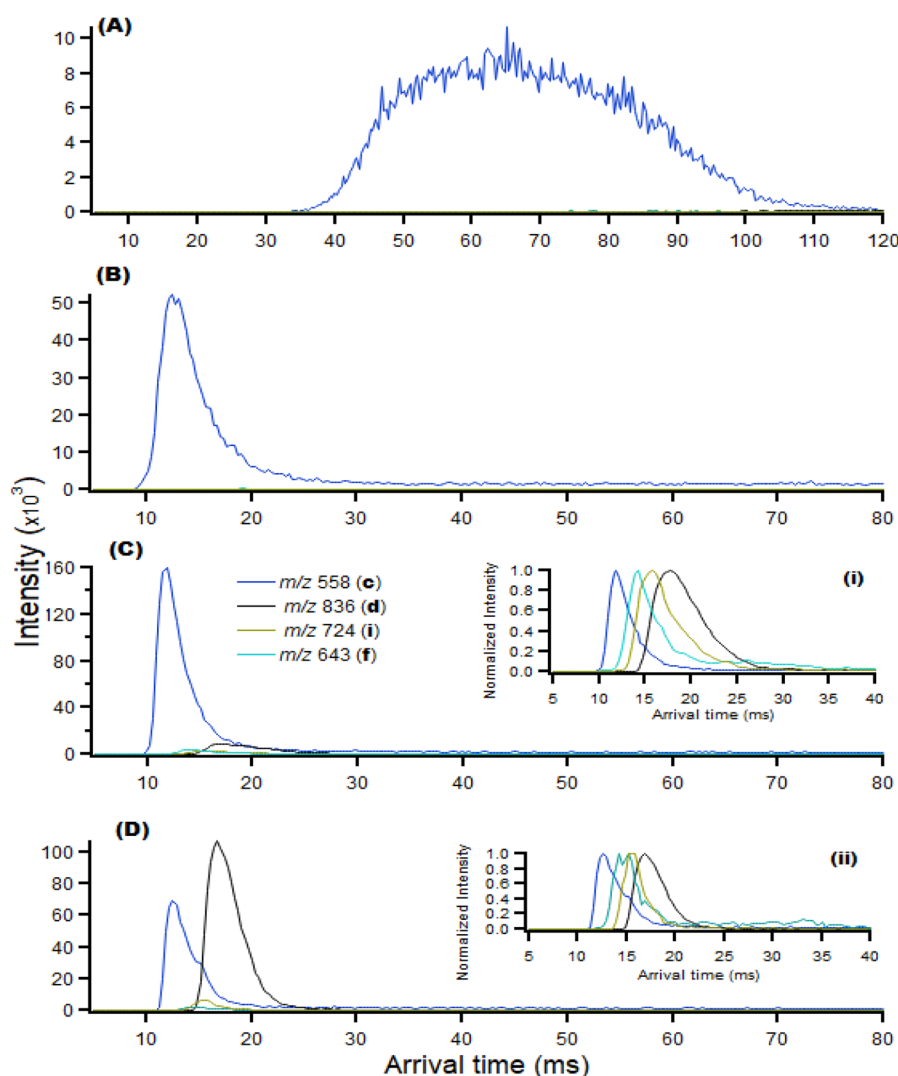 (A)
10
8
6
4
2
0
10 20 30 40 50 60 70 80 90 100 110 120
(B)
50
40
30
20
10
0
10 20 30 40 50 60 70 80
Intensity (x10³)
(C)
160
120
80
40
0
10 20 30 40 50 60 70 80
m/z 558 (c)
m/z 836 (d)
m/z 724 (i)
m/z 643 (f)
(i)
Normalized Intensity
1.0
0.8
0.6
0.4
0.2
0.0
5 10 15 20 25 30 35 40
Arrival time (ms)
(D)
100
80
60
40
20
0
10 20 30 40 50 60 70 80
(ii)
Normalized Intensity
1.0
0.8
0.6
0.4
0.2
0.0
5 10 15 20 25 30 35 40
Arrival time (ms)
Arrival time (ms)